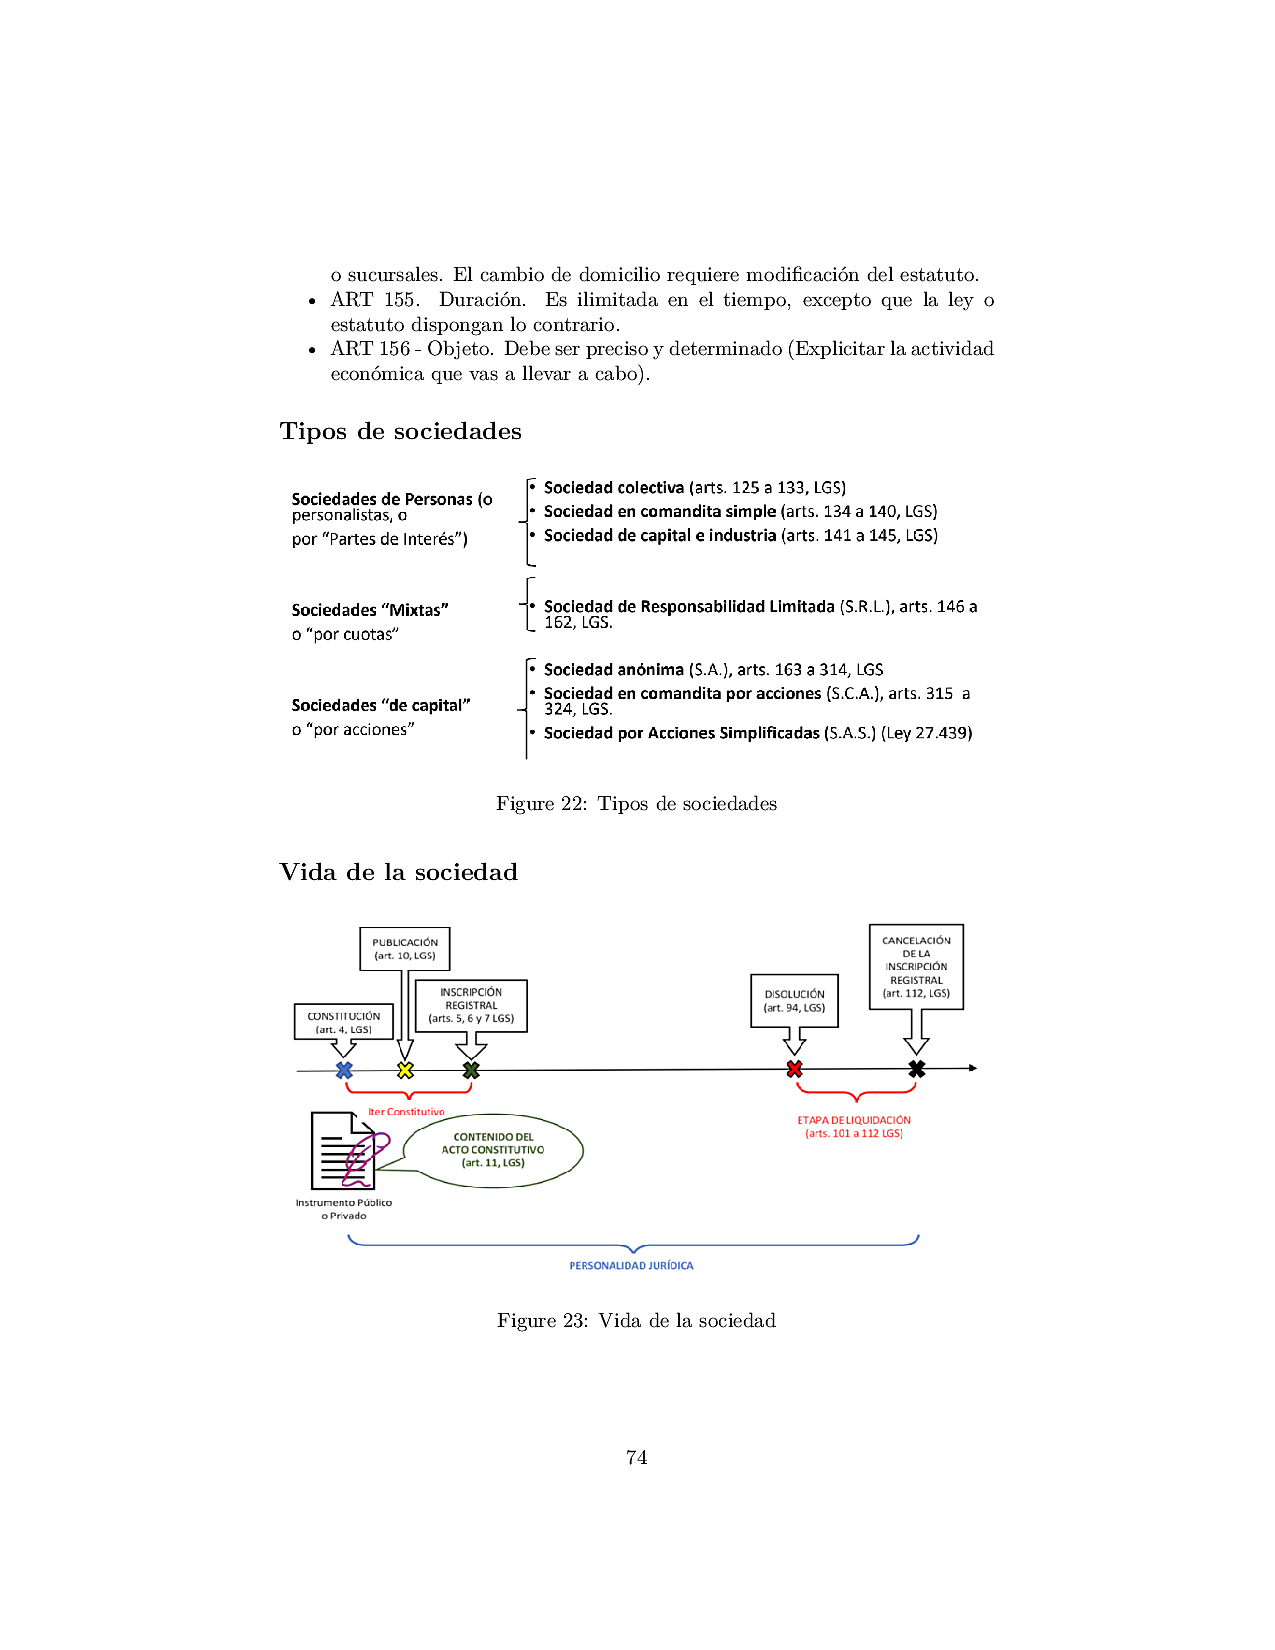 o sucursales. El cambio de domicilio requiere modificación del estatuto.
• ART 155. Duración. Es ilimitada en el tiempo, excepto que la ley o
estatuto dispongan lo contrario.
• ART 156 - Objeto. Debe ser preciso y determinado (Explicitar la actividad
económica que vas a llevar a cabo).
Tipos de sociedades
Sociedades de Personas (o
personalistas, o
por “Partes de Interés”)
• Sociedad colectiva (arts. 125 a 133, LGS)
• Sociedad en comandita simple (arts. 134 a 140, LGS)
• Sociedad de capital e industria (arts. 141 a 145, LGS)
Sociedades “Mixtas”
o “por cuotas”
• Sociedad de Responsabilidad Limitada (S.R.L.), arts. 146 a
162, LGS.
Sociedades “de capital”
o “por acciones”
• Sociedad anónima (S.A.), arts. 163 a 314, LGS
• Sociedad en comandita por acciones (S.C.A.), arts. 315 a
324, LGS.
• Sociedad por Acciones Simplificadas (S.A.S.) (Ley 27.439)
Figure 22: Tipos de sociedades
Vida de la sociedad
CONSTITUCIÓN
(art. 4, LGS)
PUBLICACIÓN
(art. 10, LGS)
INSCRIPCIÓN
REGISTRAL
(arts. 5, 6 y 7 LGS)
DISOLUCIÓN
(art. 94, LGS)
CANCELACIÓN
DE LA
INSCRIPCIÓN
REGISTRAL
(art. 112, LGS)
Iter Constitutivo
ETAPA DE LIQUIDACIÓN
(arts. 101 a 112 LGS)
CONTENIDO DEL
ACTO CONSTITUTIVO
(art. 11, LGS)
Instrumento Público
o Privado
PERSONALIDAD JURÍDICA
Figure 23: Vida de la sociedad
74